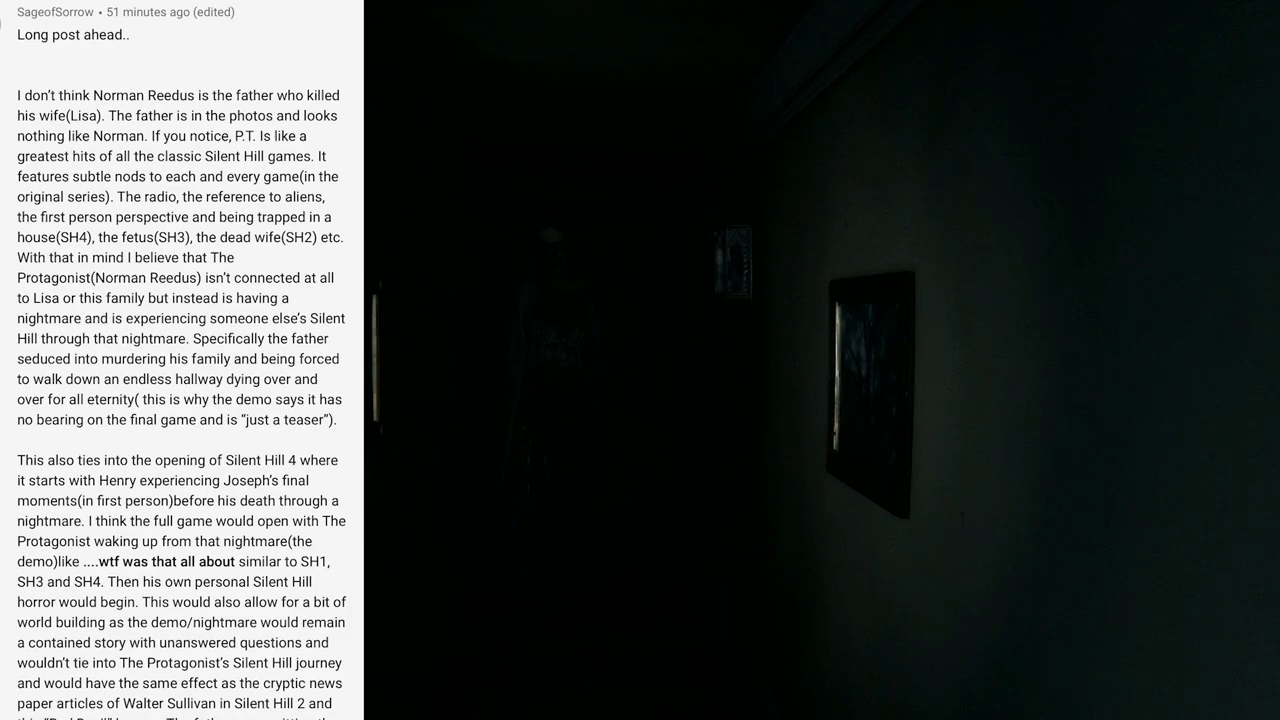 SageofSorrow • 51 minutes ago (edited)
Long post ahead..
I don't think Norman Reedus is the father who killed
his wife(Lisa). The father is in the photos and looks
nothing like Norman. If you notice, P.T. Is like a
greatest hits of all the classic Silent Hill games. It
features subtle nods to each and every game(in the
original series). The radio, the reference to aliens,
the first person perspective and being trapped in a
house(SH4), the fetus(SH3), the dead wife(SH2) etc.
With that in mind I believe that The
Protagonist(Norman Reedus) isn't connected at all
to Lisa or this family but instead is having a
nightmare and is experiencing someone else's Silent
Hill through that nightmare. Specifically the father
seduced into murdering his family and being forced
to walk down an endless hallway dying over and
over for all eternity( this is why the demo says it has
no bearing on the final game and is “just a teaser”).
This also ties into the opening of Silent Hill 4 where
it starts with Henry experiencing Joseph's final
moments(in first person)before his death through a
nightmare. I think the full game would open with The
Protagonist waking up from that nightmare(the
demo)like ....wtf was that all about similar to SH1,
SH3 and SH4. Then his own personal Silent Hill
horror would begin. This would also allow for a bit of
world building as the demo/nightmare would remain
a contained story with unanswered questions and
wouldn't tie into The Protagonist's Silent Hill journey
and would have the same effect as the cryptic news
paper articles of Walter Sullivan in Silent Hill 2 and